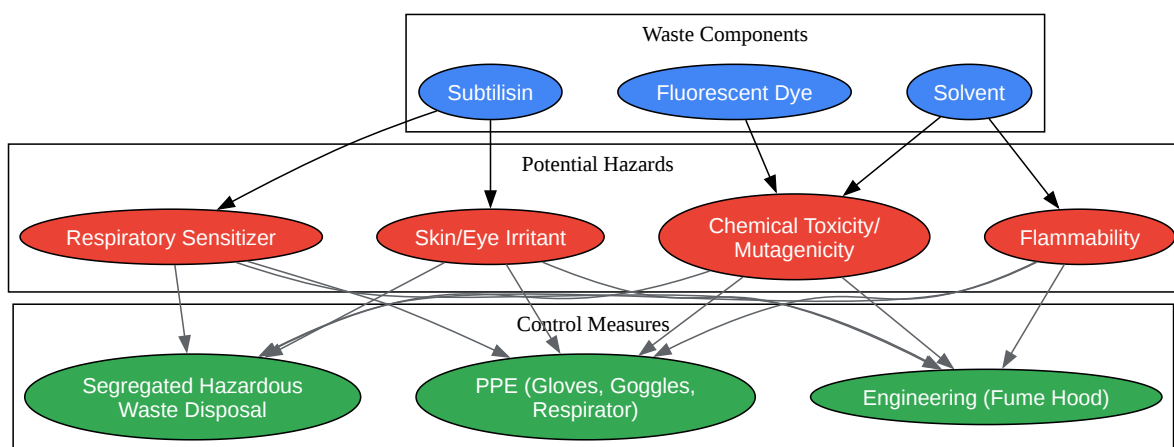 Waste Components
Subtilisin
Fluorescent Dye
Solvent
Potential Hazards
Respiratory Sensitizer
Skin/Eye Irritant
Chemical Toxicity/
Mutagenicity
Flammability
Control Measures
Segregated Hazardous
Waste Disposal
PPE (Gloves, Goggles,
Respirator)
Engineering (Fume Hood)